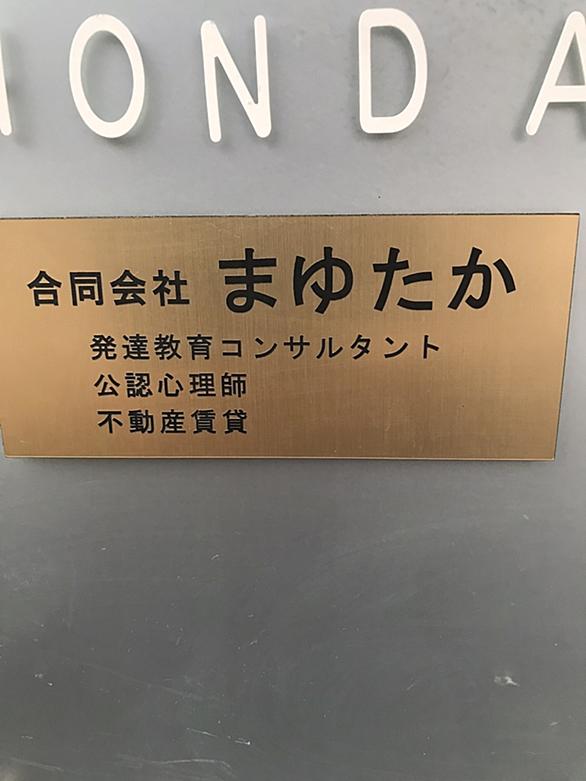 HONDA
合同会社 まゆたか
発達教育コンサルタント
公認心理師
不動産賃貸